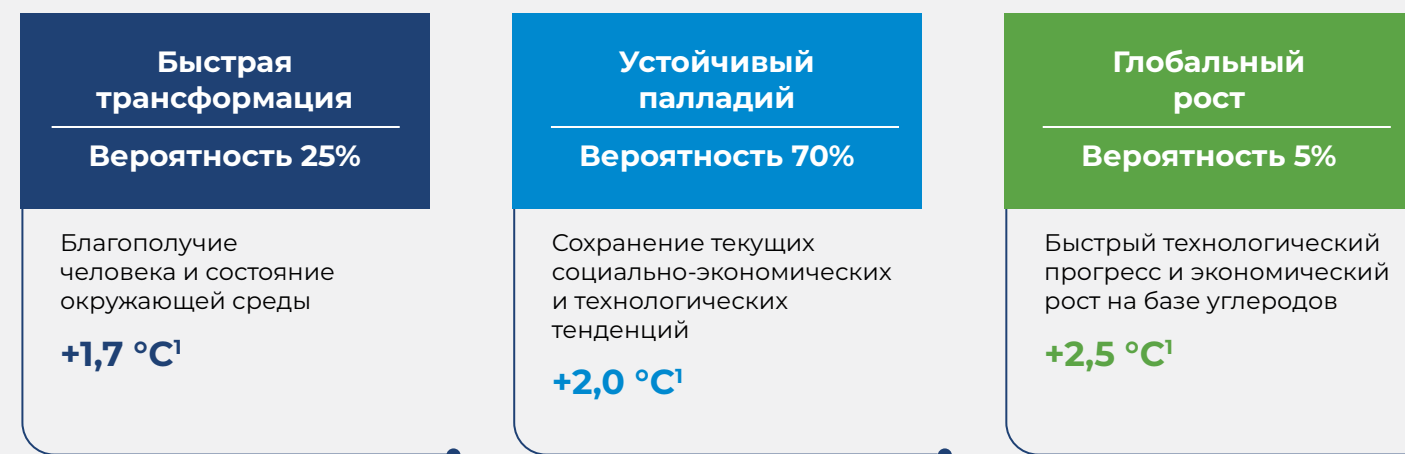 Быстрая
трансформация
Вероятность 25%
Благополучие
человека и состояние
окружающей среды
+1,7 °C¹
Устойчивый
палладий
Вероятность 70%
Сохранение текущих
социально-экономических
и технологических
тенденций
+2,0 °C¹
Глобальный
рост
Вероятность 5%
Быстрый технологический
прогресс и экономический
рост на базе углеродов
+2,5 °C¹